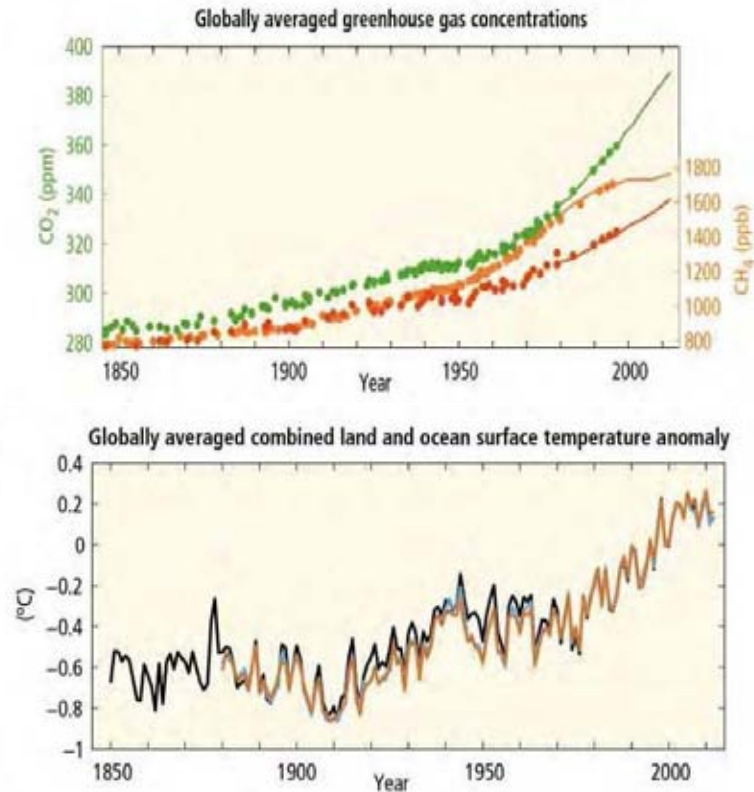 Globally averaged greenhouse gas concentrations
400
380
360
340
320
300
280
CO₂ (ppm)
1800
1600
1400
1200
1000
800
CH₄ (ppb)
1850 1900 1950 2000
Year
Globally averaged combined land and ocean surface temperature anomaly
0.4
0.2
0
−0.2
−0.4
−0.6
−0.8
−1
(°C)
1850 1900 1950 2000
Year